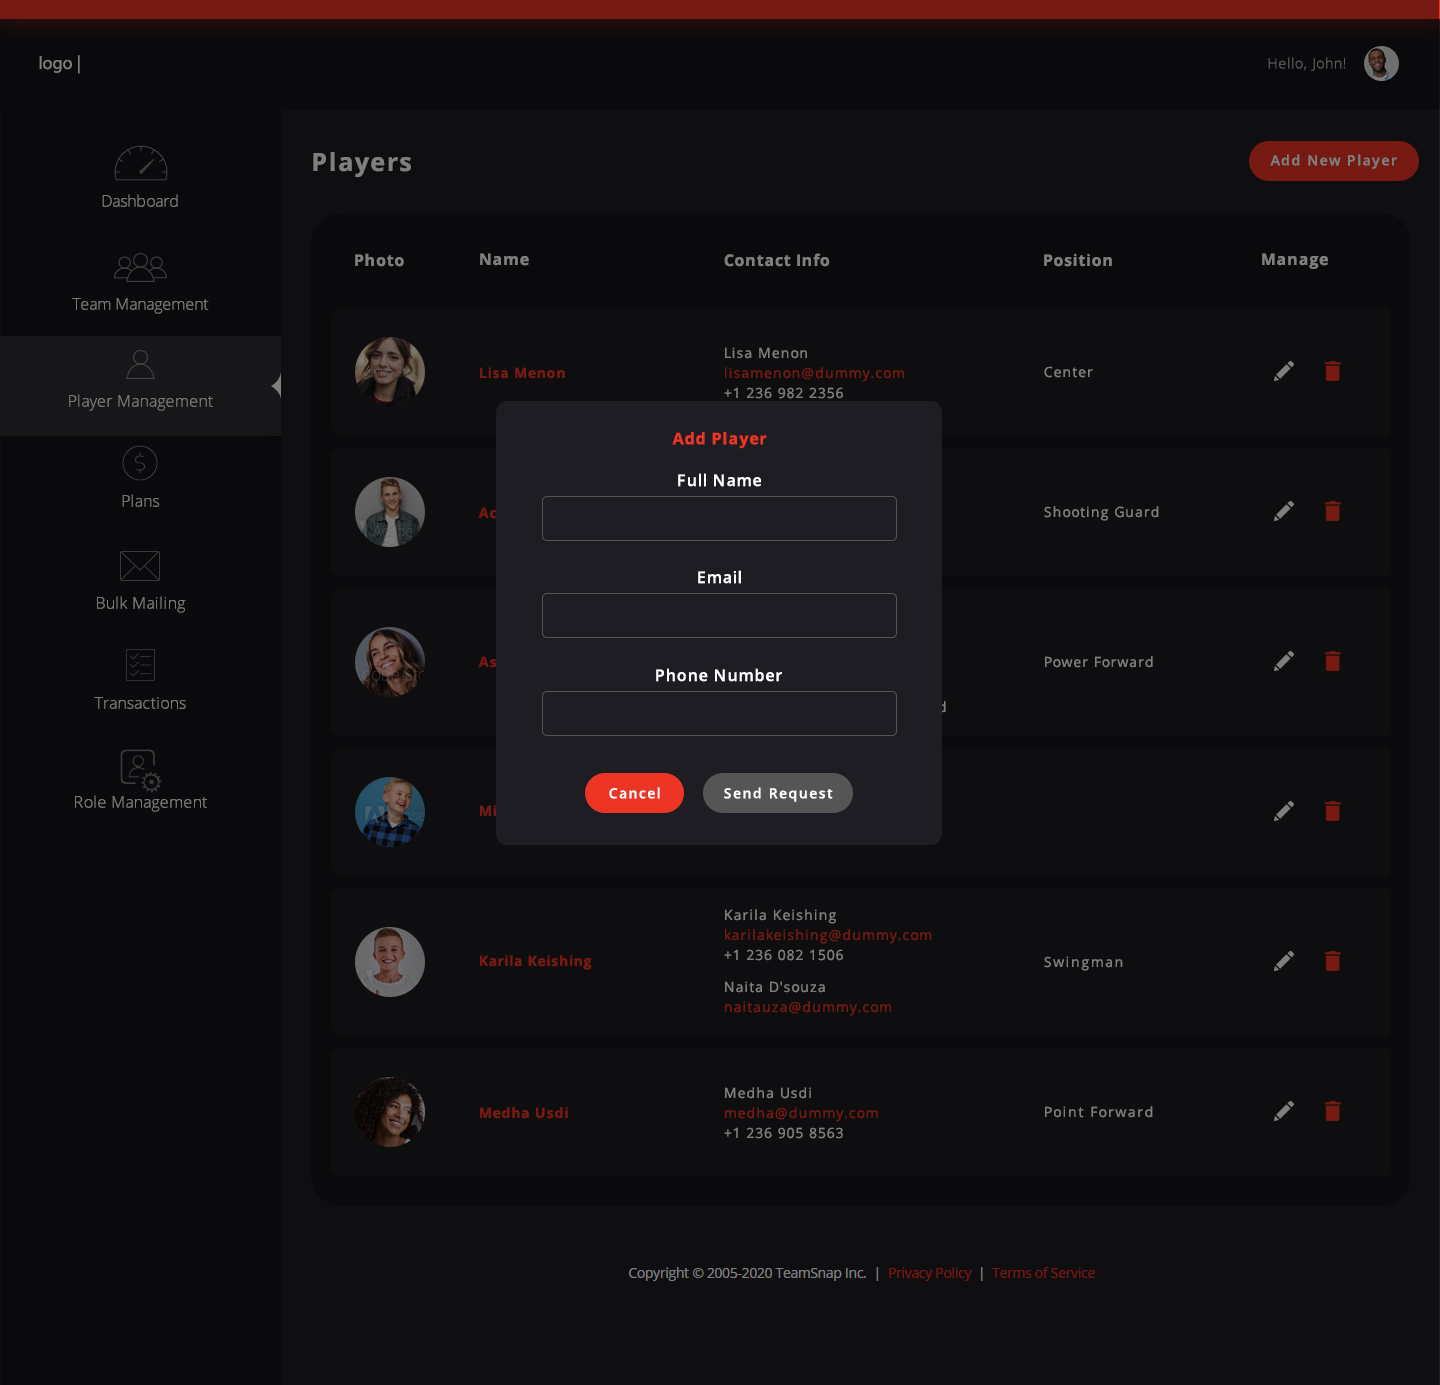 logo |
Hello, John!
Dashboard
Team Management
Player Management
Plans
Bulk Mailing
Transactions
Role Management
Players
Add New Player
Photo Name Contact Info Position Manage
Lisa Menon
Lisa Menon
lisamenon@dummy.com
+1 236 982 2356
Center
Ac
Shooting Guard
As
d
Power Forward
Mi
Add Player
Full Name
Email
Phone Number
Cancel Send Request
Karila Keishing
Karila Keishing
karilakeishing@dummy.com
+1 236 082 1506
Naita D'souza
naitauza@dummy.com
Swingman
Medha Usdi
Medha Usdi
medha@dummy.com
+1 236 905 8563
Point Forward
Copyright © 2005-2020 TeamSnap Inc. | Privacy Policy | Terms of Service